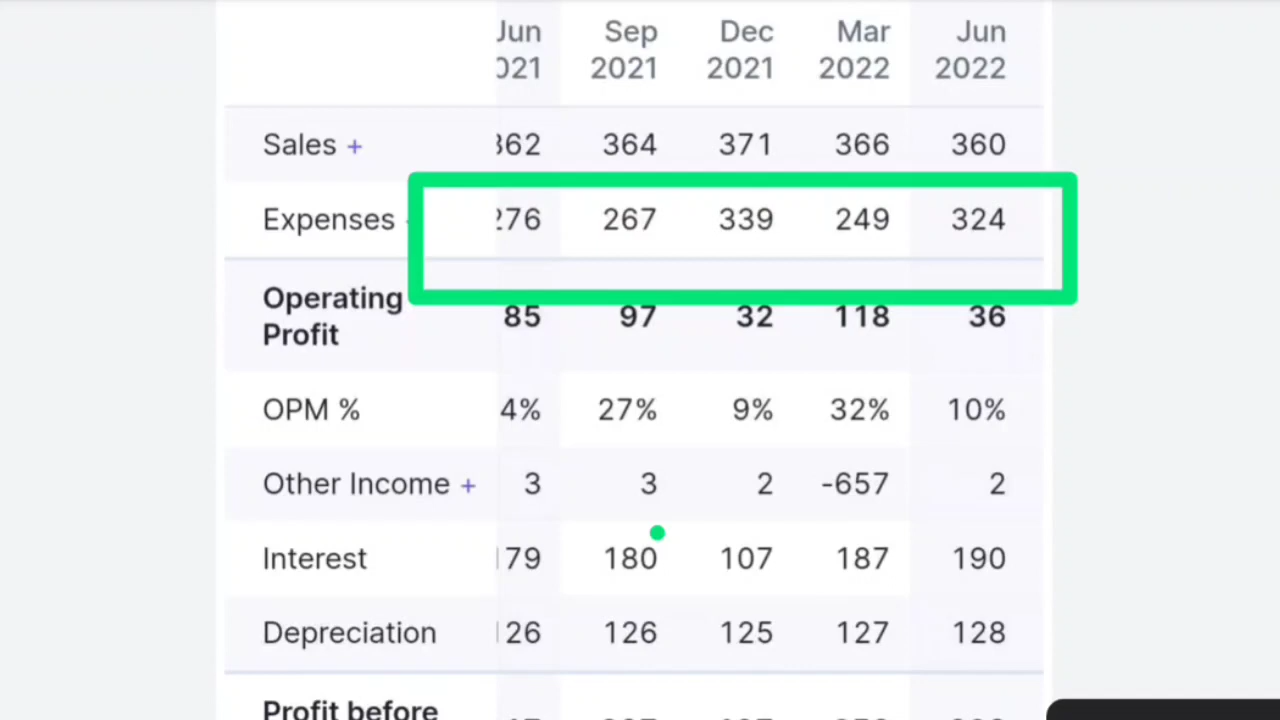 Jun Sep Dec Mar Jun
021 2021 2021 2022 2022
Sales + 362 364 371 366 360
Expenses 276 267 339 249 324
Operating
Profit 85 97 32 118 36
OPM % 4% 27% 9% 32% 10%
Other Income + 3 3 2 -657 2
Interest 179 180 107 187 190
Depreciation 126 126 125 127 128
Profit before